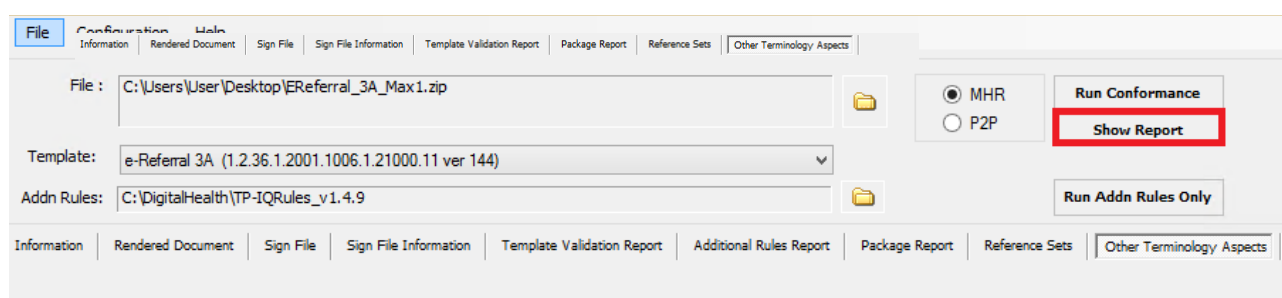 File Configuration Help
Information Rendered Document Sign File Sign File Information Template Validation Report Package Report Reference Sets Other Terminology Aspects
File : C:\Users\User\Desktop\EReferral_3A_Max1.zip
MHR
Run Conformance
P2P
Show Report
Template: e-Referral 3A (1.2.36.1.2001.1006.1.21000.11 ver 144)
Addn Rules: C:\DigitalHealth\TP-IQRules_v1.4.9
Run Addn Rules Only
Information Rendered Document Sign File Sign File Information Template Validation Report Additional Rules Report Package Report Reference Sets Other Terminology Aspects